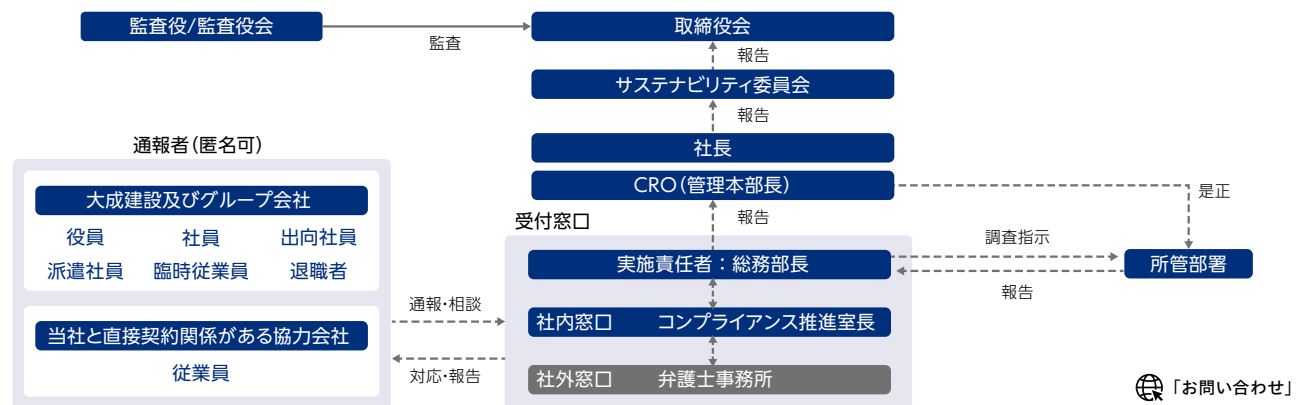 監査役/監査役会
監査
取締役会
報告
サステナビリティ委員会
報告
社長
CRO（管理本部長）
是正
報告
通報者（匿名可）
大成建設及びグループ会社
役員 社員 出向社員
派遣社員 臨時従業員 退職者
当社と直接契約関係がある協力会社
従業員
通報・相談
対応・報告
受付窓口
実施責任者：総務部長
社内窓口 コンプライアンス推進室長
社外窓口 弁護士事務所
調査指示
所管部署
報告
「お問い合わせ」